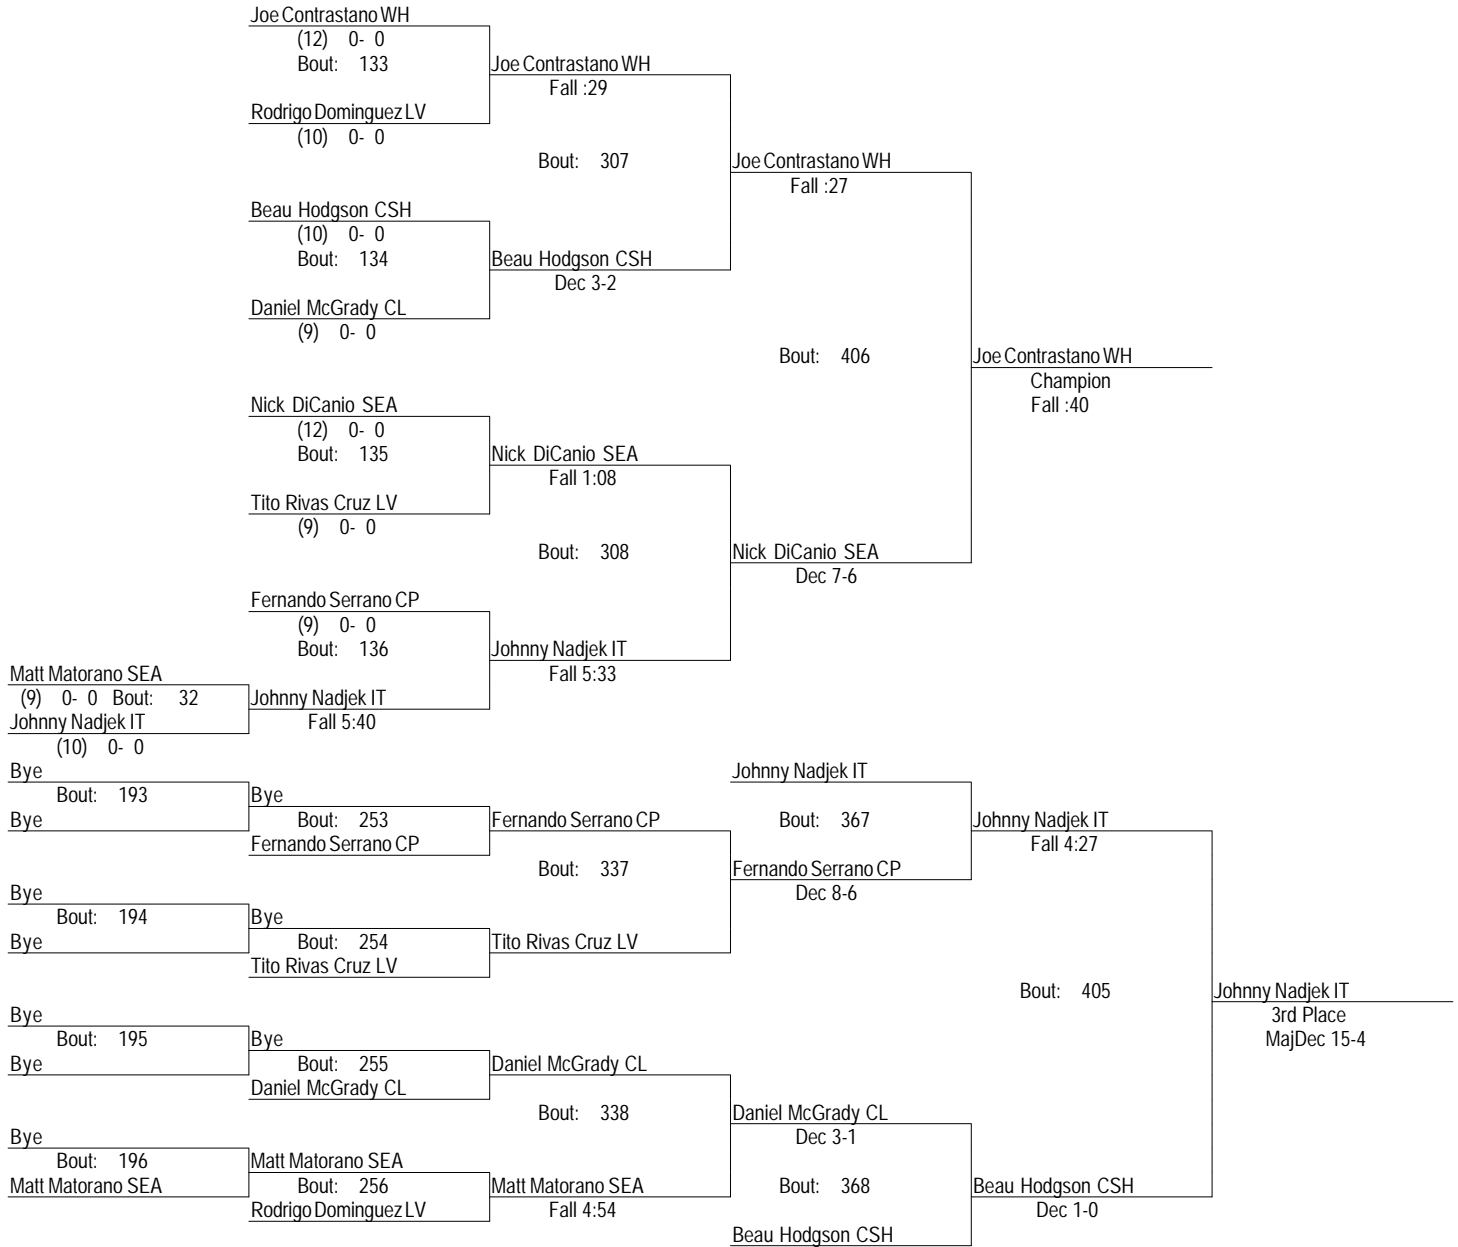 Joe Contrastano WH
(12) 0- 0
Bout: 133
Joe Contrastano WH
Fall :29
Rodrigo Dominguez LV
(10) 0- 0
Bout: 307
Joe Contrastano WH
Fall :27
Beau Hodgson CSH
(10) 0- 0
Bout: 134
Beau Hodgson CSH
Dec 3-2
Daniel McGrady CL
(9) 0- 0
Bout: 406
Joe Contrastano WH
Champion
Fall :40
Nick DiCanio SEA
(12) 0- 0
Bout: 135
Nick DiCanio SEA
Fall 1:08
Tito Rivas Cruz LV
(9) 0- 0
Bout: 308
Nick DiCanio SEA
Dec 7-6
Fernando Serrano CP
(9) 0- 0
Bout: 136
Johnny Nadjek IT
Fall 5:33
Matt Matorano SEA
(9) 0- 0 Bout: 32
Johnny Nadjek IT
Fall 5:40
Johnny Nadjek IT
(10) 0- 0
Bye
Bout: 193
Bye
Bye
Bout: 253
Fernando Serrano CP
Fernando Serrano CP
Johnny Nadjek IT
Bout: 367
Johnny Nadjek IT
Fall 4:27
Bout: 337
Fernando Serrano CP
Dec 8-6
Bye
Bout: 194
Bye
Bye
Bout: 254
Tito Rivas Cruz LV
Tito Rivas Cruz LV
Bout: 405
Johnny Nadjek IT
3rd Place
MajDec 15-4
Bye
Bout: 195
Bye
Bye
Bout: 255
Daniel McGrady CL
Daniel McGrady CL
Bout: 338
Daniel McGrady CL
Dec 3-1
Bye
Bout: 196
Matt Matorano SEA
Matt Matorano SEA
Bout: 256
Rodrigo Dominguez LV
Matt Matorano SEA
Fall 4:54
Bout: 368
Beau Hodgson CSH
Dec 1-0
Beau Hodgson CSH